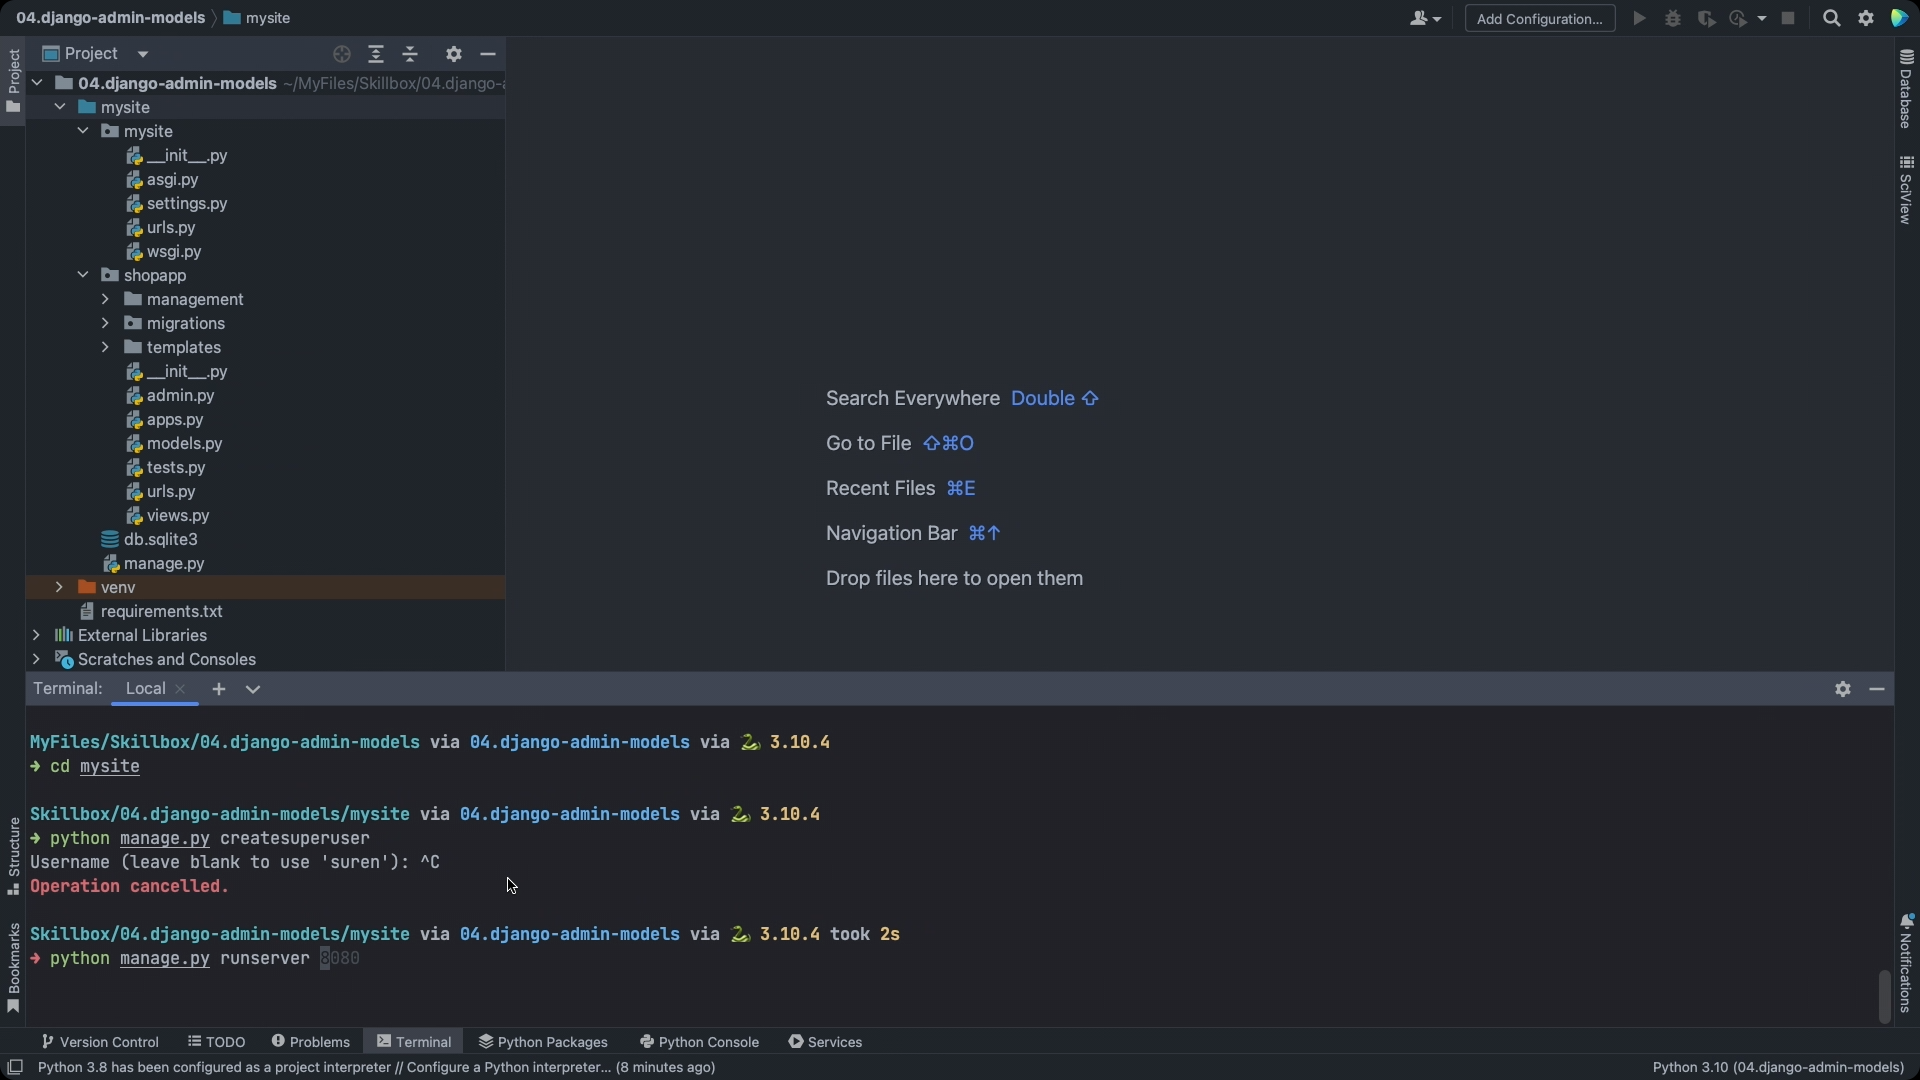 04.django-admin-models
mysite
Add Configuration...
Project
Project
04.django-admin-models ~/MyFiles/Skillbox/04.django-a
mysite
mysite
__init__.py
asgi.py
settings.py
urls.py
wsgi.py
shopapp
management
migrations
templates
__init__.py
admin.py
apps.py
models.py
tests.py
urls.py
views.py
db.sqlite3
manage.py
venv
requirements.txt
External Libraries
Scratches and Consoles
Search Everywhere Double ⇧
Go to File ⇧⌘O
Recent Files ⌘E
Navigation Bar ⌘↑
Drop files here to open them
Database
SciView
Terminal: Local
MyFiles/Skillbox/04.django-admin-models via 04.django-admin-models via 🐍 3.10.4
→ cd mysite
Skillbox/04.django-admin-models/mysite via 04.django-admin-models via 🐍 3.10.4
→ python manage.py createsuperuser
Username (leave blank to use 'suren'): ^C
Operation cancelled.
Skillbox/04.django-admin-models/mysite via 04.django-admin-models via 🐍 3.10.4 took 2s
→ python manage.py runserver 8080
Structure
Bookmarks
Notifications
Version Control
TODO
Problems
Terminal
Python Packages
Python Console
Services
Python 3.8 has been configured as a project interpreter // Configure a Python interpreter... (8 minutes ago)
Python 3.10 (04.django-admin-models)